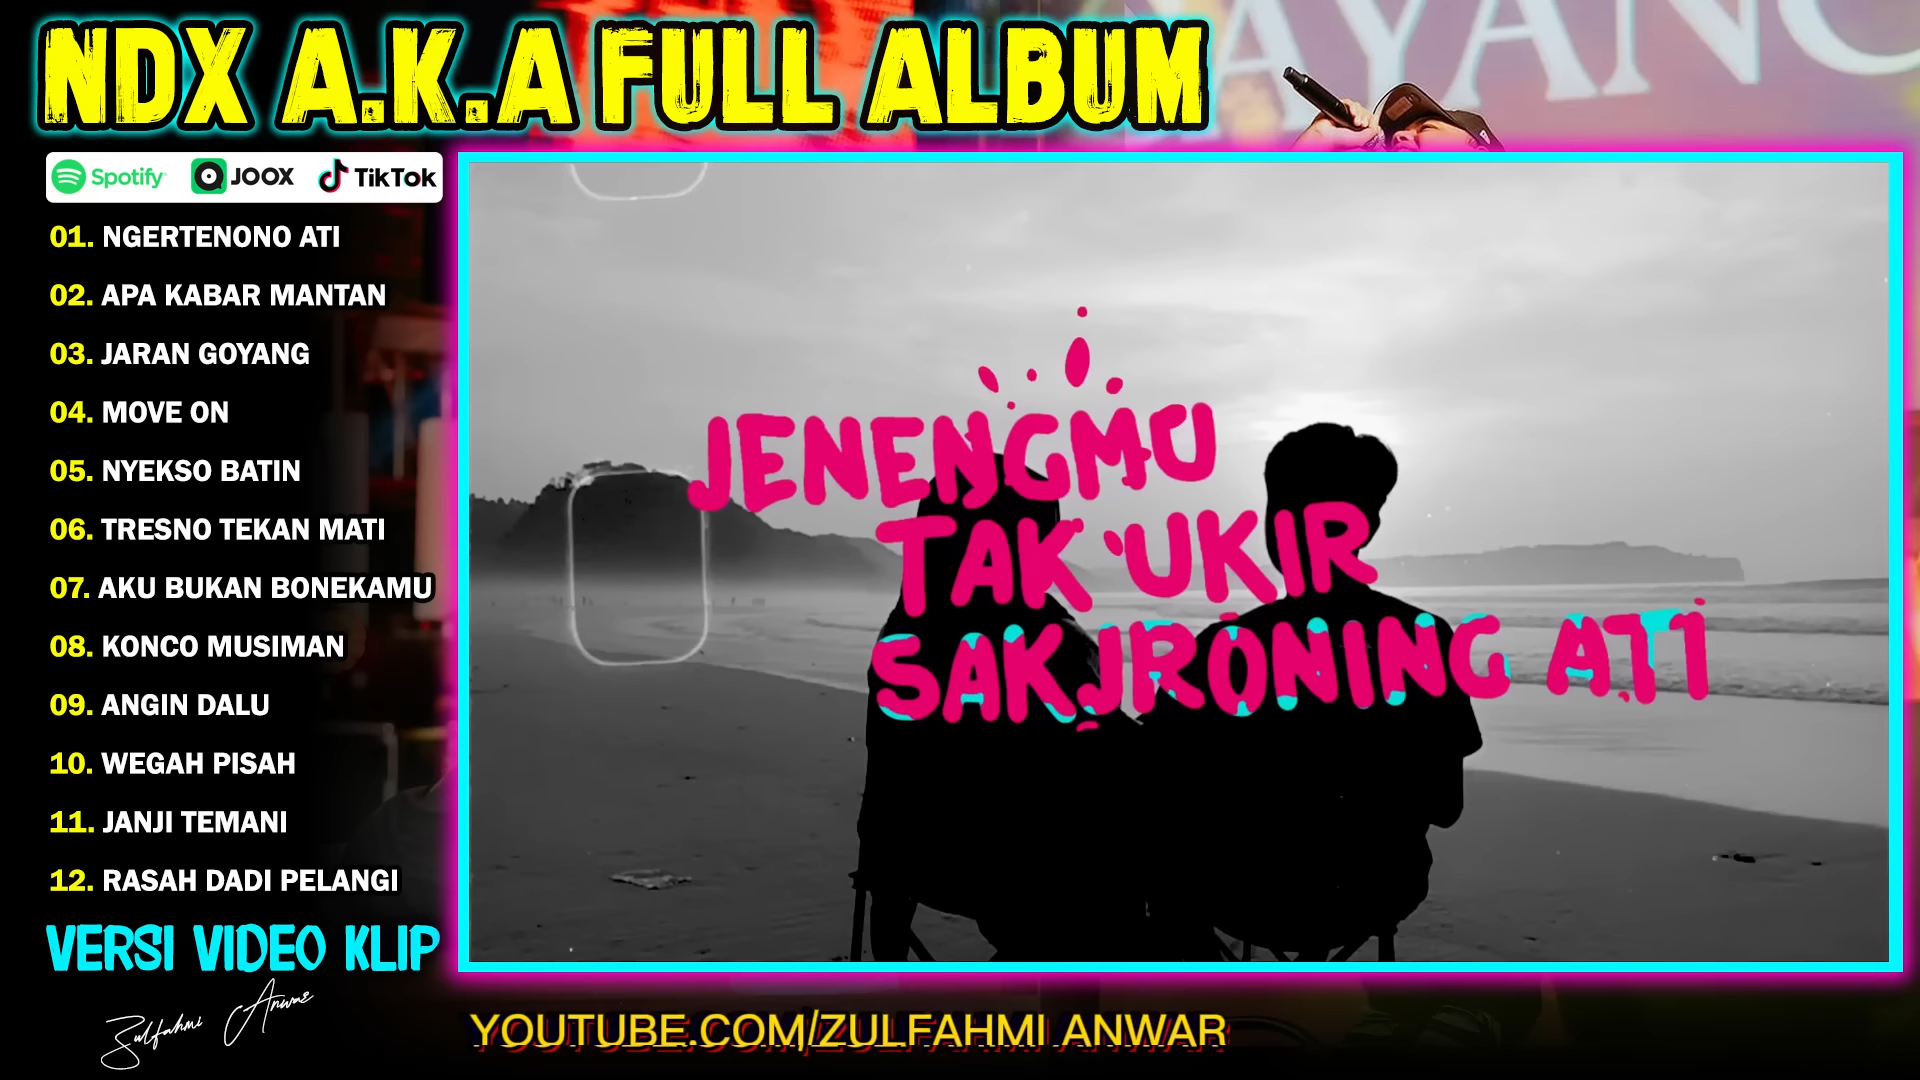 NDX A.K.A FULL ALBUM
AYANG
Spotify JOOX TikTok
01. NGERTENONO ATI
02. APA KABAR MANTAN
03. JARAN GOYANG
04. MOVE ON
05. NYEKSO BATIN
06. TRESNO TEKAN MATI
07. AKU BUKAN BONEKAMU
08. KONCO MUSIMAN
09. ANGIN DALU
10. WEGAH PISAH
11. JANJI TEMANI
12. RASAH DADI PELANGI
VERSI VIDEO KLIP
Zulfahmi Anwar
JENENGMU
TAK UKIR
SAKJRONING ATI
YOUTUBE.COM/ZULFAHMI ANWAR